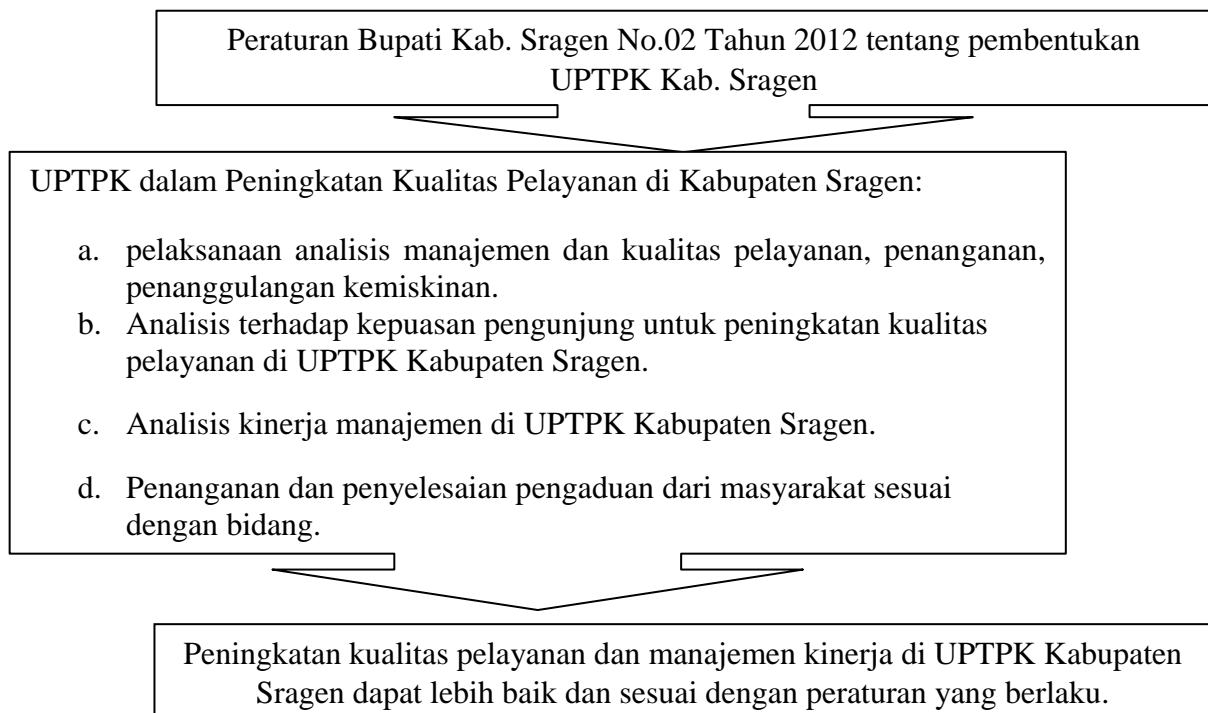 Peraturan Bupati Kab. Sragen No.02 Tahun 2012 tentang pembentukan
UPTPK Kab. Sragen
UPTPK dalam Peningkatan Kualitas Pelayanan di Kabupaten Sragen:
a. pelaksanaan analisis manajemen dan kualitas pelayanan, penanganan,
penanggulangan kemiskinan.
b. Analisis terhadap kepuasan pengunjung untuk peningkatan kualitas
pelayanan di UPTPK Kabupaten Sragen.
c. Analisis kinerja manajemen di UPTPK Kabupaten Sragen.
d. Penanganan dan penyelesaian pengaduan dari masyarakat sesuai
dengan bidang.
Peningkatan kualitas pelayanan dan manajemen kinerja di UPTPK Kabupaten
Sragen dapat lebih baik dan sesuai dengan peraturan yang berlaku.